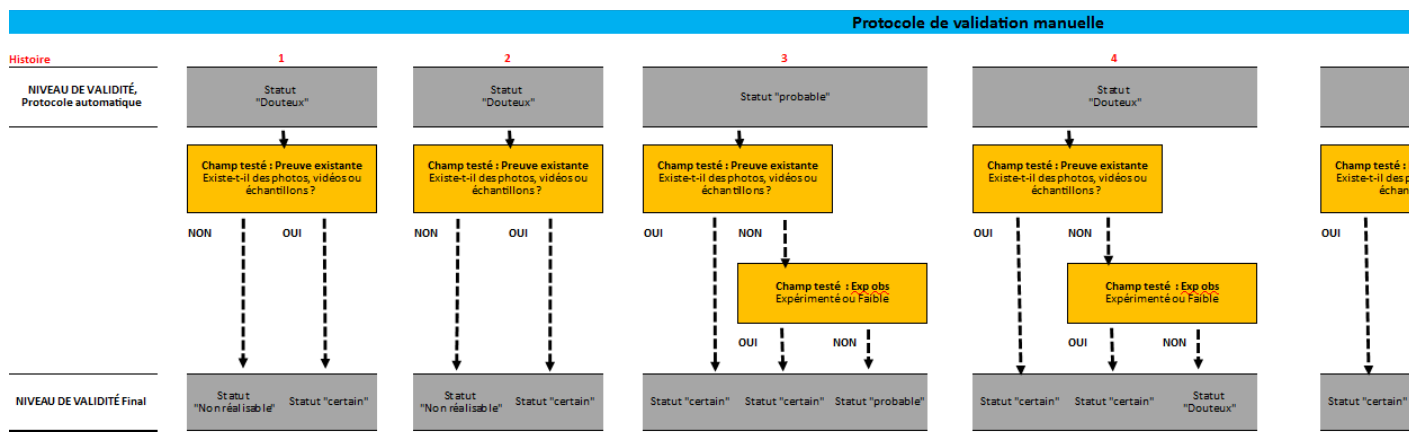 Protocole de validation manuelle
Histoire
1
2
3
4
NIVEAU DE VALIDITÉ,
Protocole automatique
Statut
"Douteux"
Statut
"Douteux"
Statut "probable"
Statut
"Douteux"
Champ testé : Preuve existante
Existe-t-il des photos, vidéos ou
échantillons ?
Champ testé : Preuve existante
Existe-t-il des photos, vidéos ou
échantillons ?
Champ testé : Preuve existante
Existe-t-il des photos, vidéos ou
échantillons ?
Champ testé : Preuve existante
Existe-t-il des photos, vidéos ou
échantillons ?
Champ testé :
Existe-t-il des
NON
OUI
NON
OUI
OUI
NON
OUI
NON
OUI
Champ testé : Exp obs
Expérimenté ou Faible
Champ testé : Exp obs
Expérimenté ou Faible
OUI
NON
OUI
NON
NIVEAU DE VALIDITÉ Final
Statut
"Non réalisable"
Statut "certain"
Statut
"Non réalisable"
Statut "certain"
Statut "certain"
Statut "certain"
Statut "probable"
Statut "certain"
Statut "certain"
Statut
"Douteux"
Statut "certain"